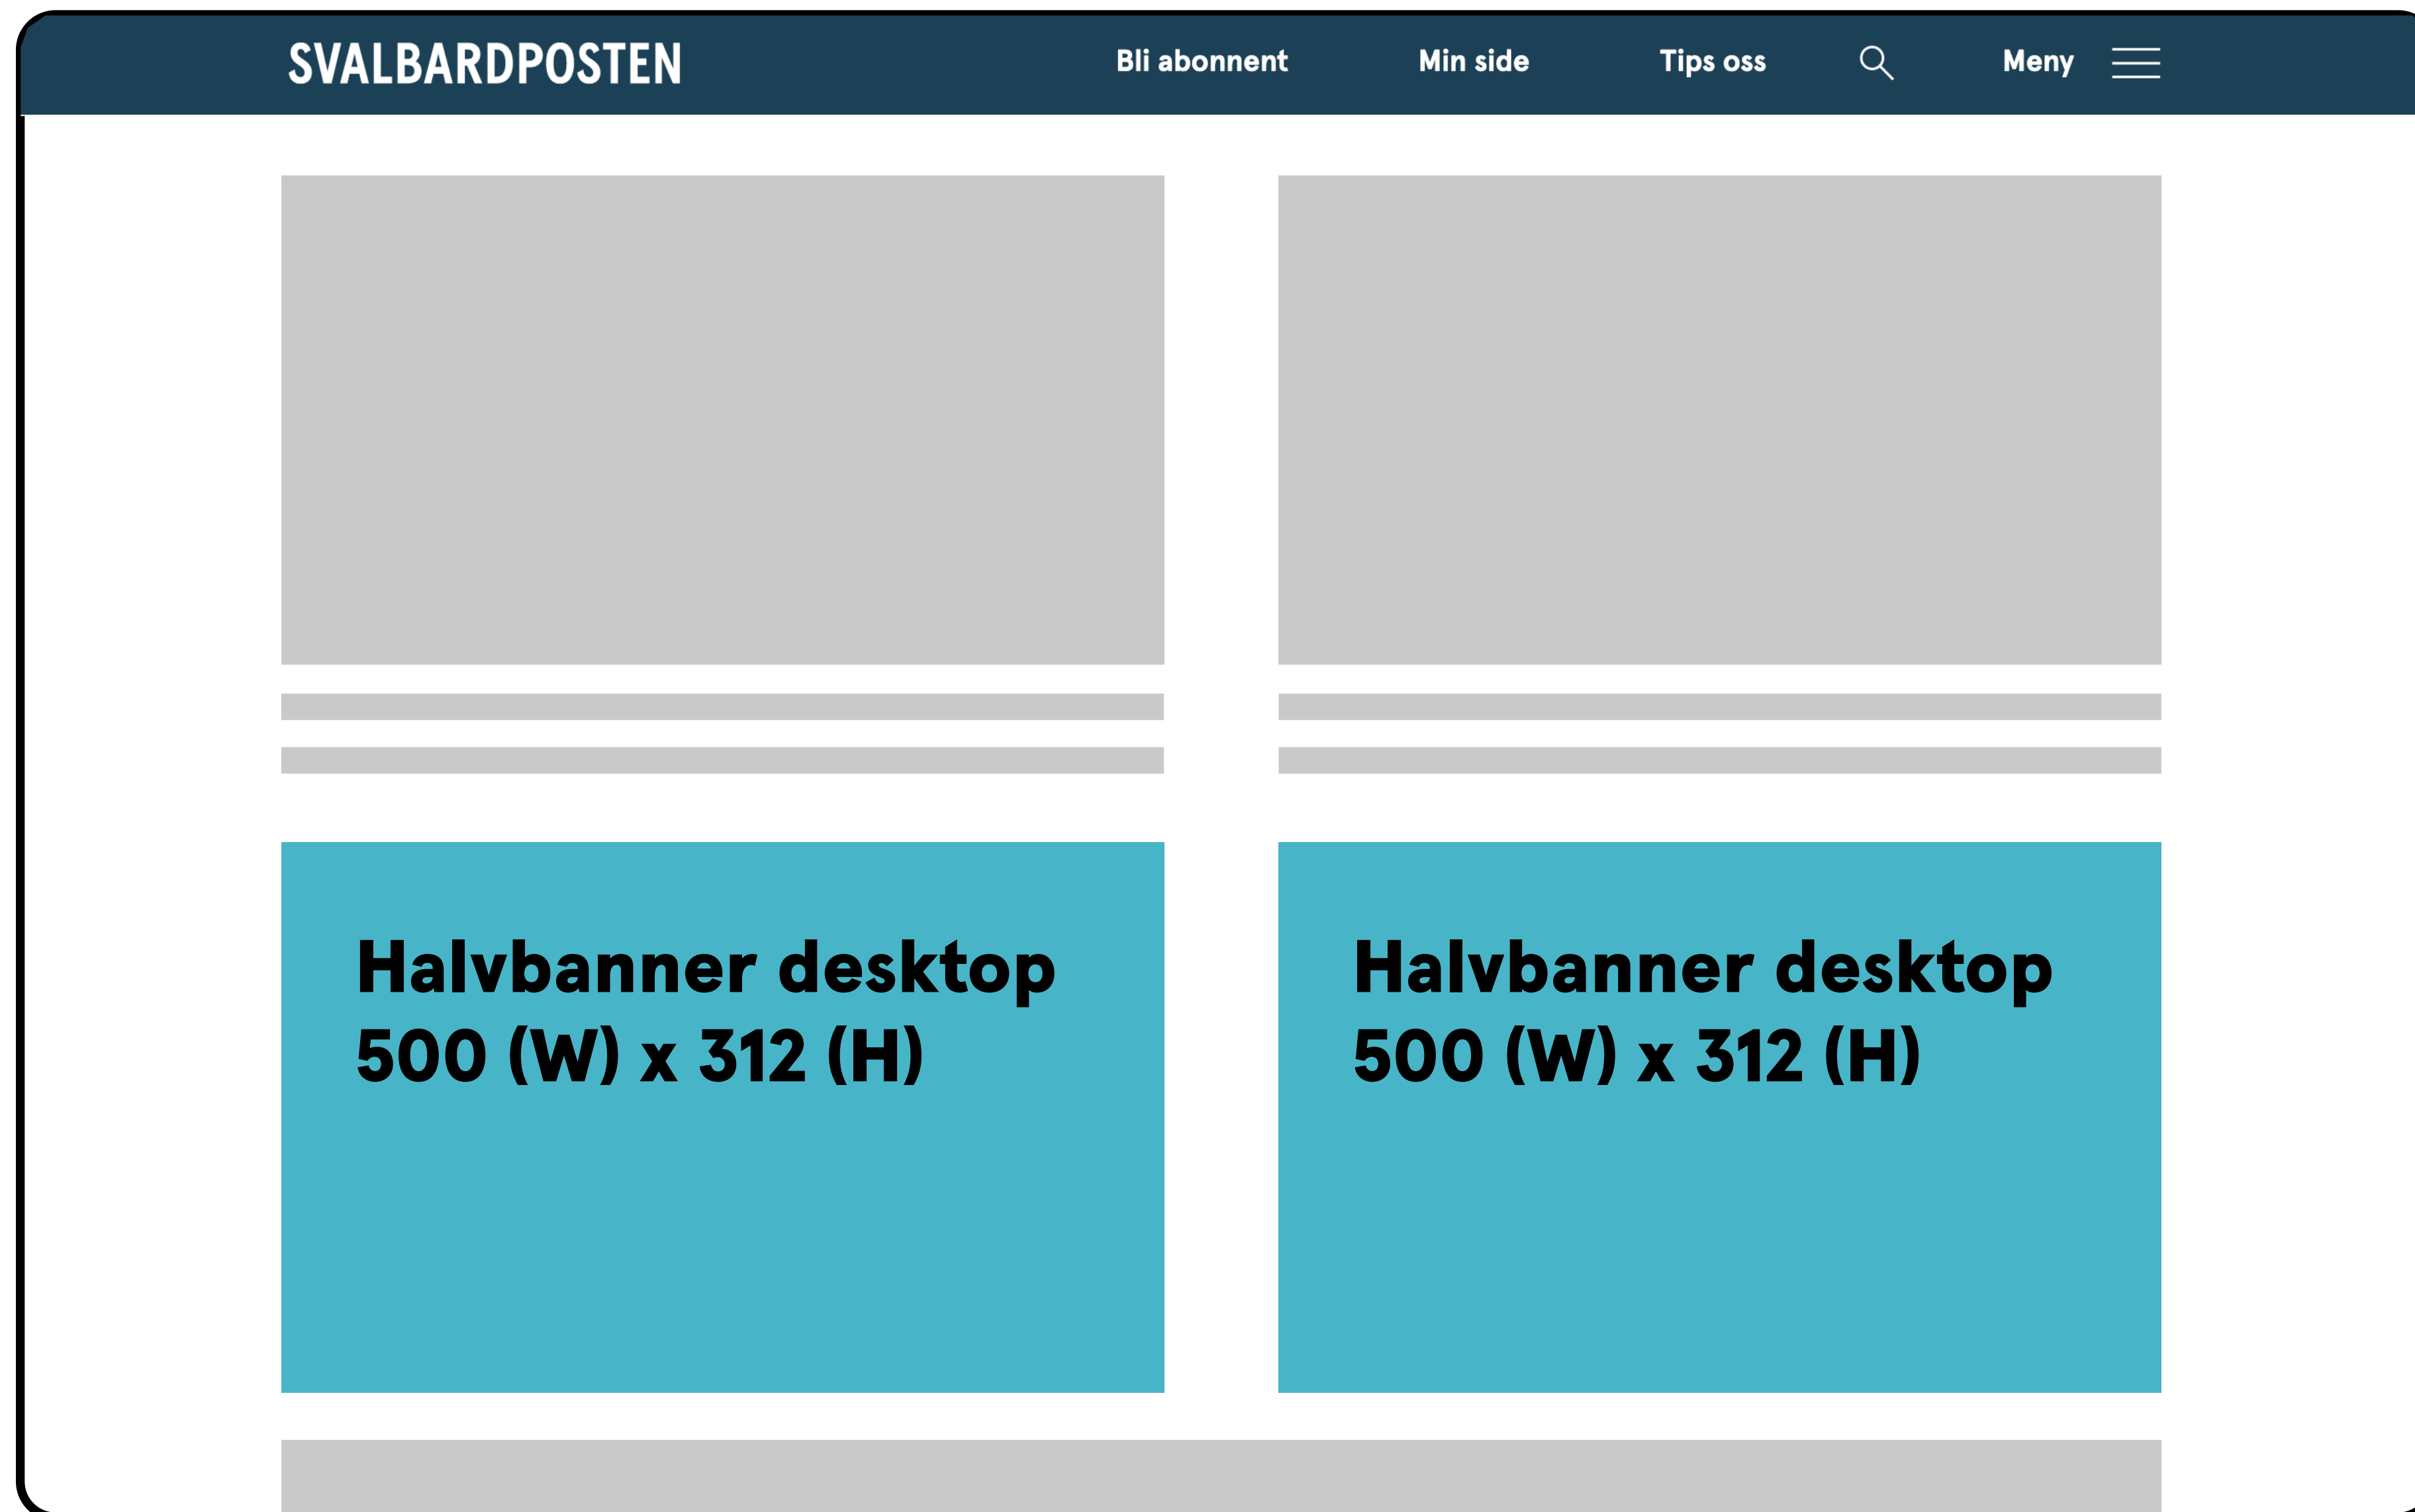 SVALBARDPOSTEN
Bli abonnent
Min side
Tips oss
Meny
Halvbanner desktop
500 (W) x 312 (H)
Halvbanner desktop
500 (W) x 312 (H)